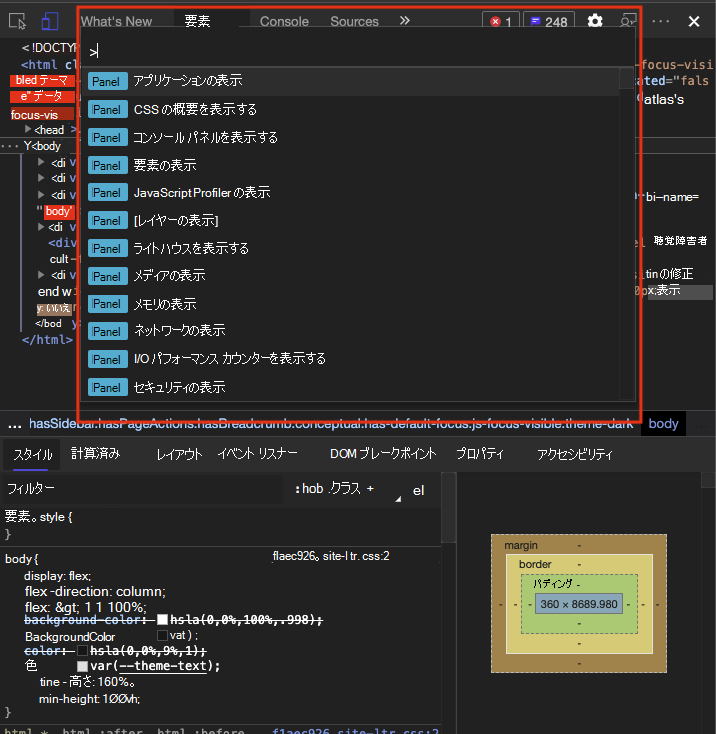 What's New 要素 Console Sources >> 1 248 ···
<!DOCTYP
>
<html cl -focus-visi
bled テーマ Panel アプリケーションの表示 ated="fals
e" データ atlas's
Panel CSS の概要を表示する
focus-vis
<head Panel コンソール パネルを表示する
Y<body
<di v Panel 要素の表示
<di v
<di v Panel JavaScript Profiler の表示 bi-name=
" body Panel [レイヤーの表示]
<di v
<div 聴覚障害者
cult- Panel ライトハウスを表示する
<di v Panel メディアの表示 tinの修正
end w px;表示
y: いいえ Panel メモリの表示
</bod Panel ネットワークの表示
</html>
Panel I/O パフォーマンス カウンターを表示する
Panel セキュリティの表示
... hasSidebar.hasPageActions.hasBreadcrumb.conceptual.has-default-focus.js-focus-visible.theme-dark body
スタイル 計算済み レイアウト イベント リスナー DOM ブレークポイント プロパティ アクセシビリティ
フィルター :hob .クラス + el
要素。style {
}
body { flaec926。site-l tr. css:2
display: flex;
flex -direction: column;
flex: &gt; 1 1 100%;
background-color: hsla(0,0%,100%,.998);
BackgroundColor vat ) ;
color: hsla(0,0%,9%,1);
色 var(--theme-text);
tine - 高さ: 160%。
min-height: 100vh;
}
html *, html :after, html :before f1aec926.site-ltr.css:2
margin -
border -
パディング -
- - - 360 × 8689.980 - - -
-
-
-